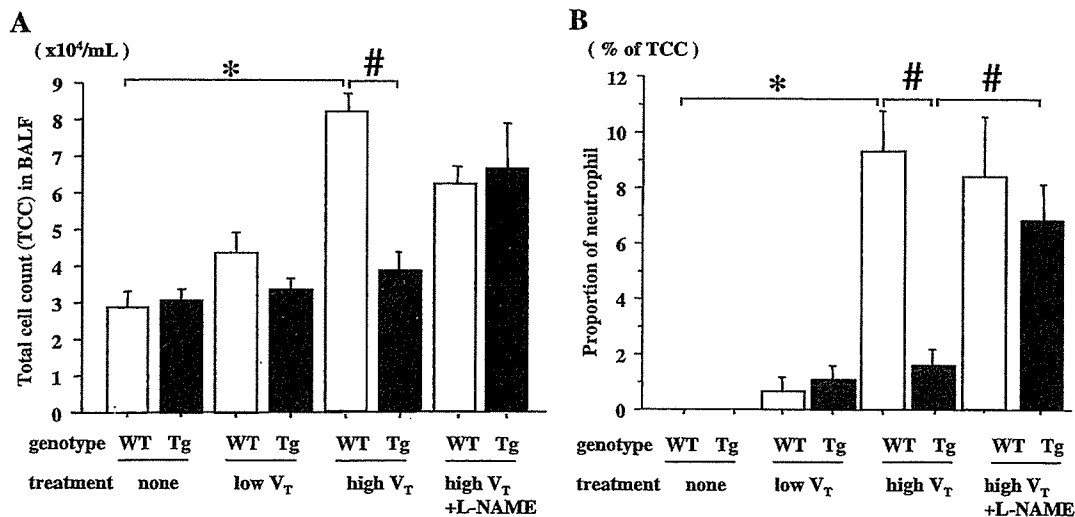 A
( x10⁴/mL )
Total cell count (TCC) in BALF
9
8
7
6
5
4
3
2
1
0
*
#
genotype WT Tg WT Tg WT Tg WT Tg
treatment none low V_T high V_T high V_T
+L-NAME
B
( % of TCC )
Proportion of neutrophil
12
10
8
6
4
2
0
*
#
#
genotype WT Tg WT Tg WT Tg WT Tg
treatment none low V_T high V_T high V_T
+L-NAME